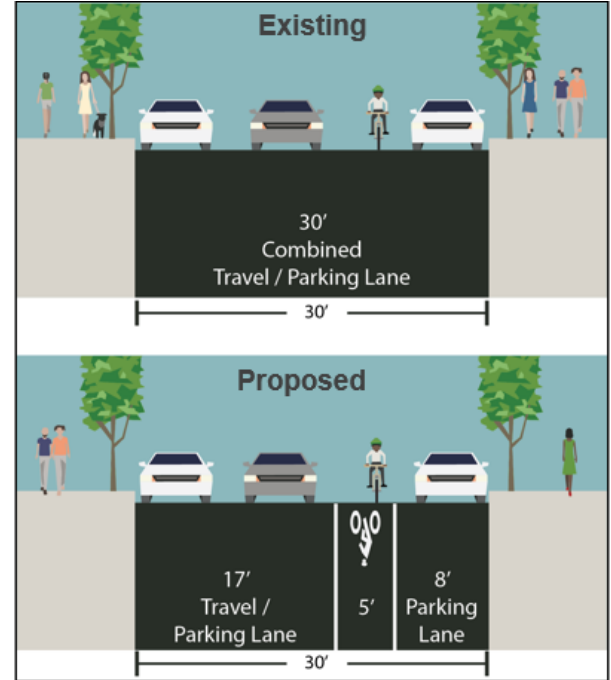 Existing
30’
Combined
Travel / Parking Lane
30’
Proposed
17’
Travel /
Parking Lane
5’
8’
Parking
Lane
30’